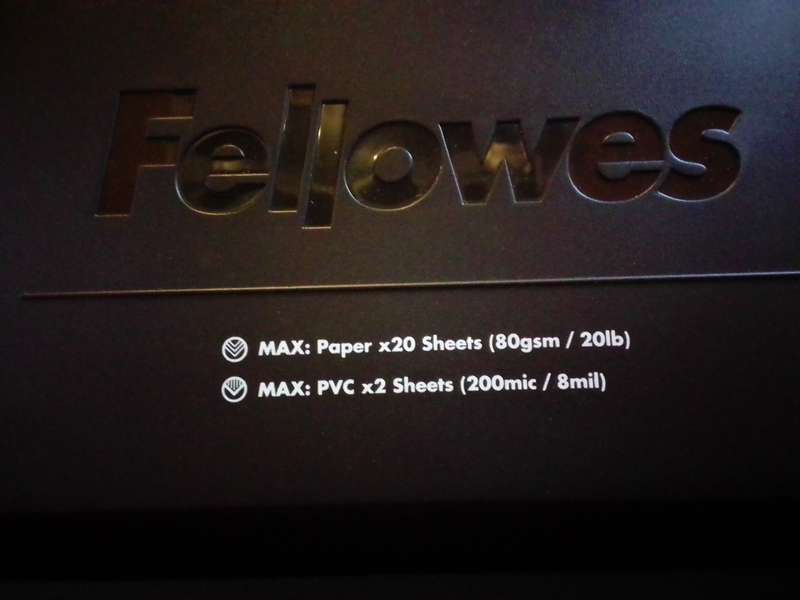 Fellowes
MAX: Paper x20 Sheets (80gsm / 20lb)
MAX: PVC x2 Sheets (200mic / 8mil)